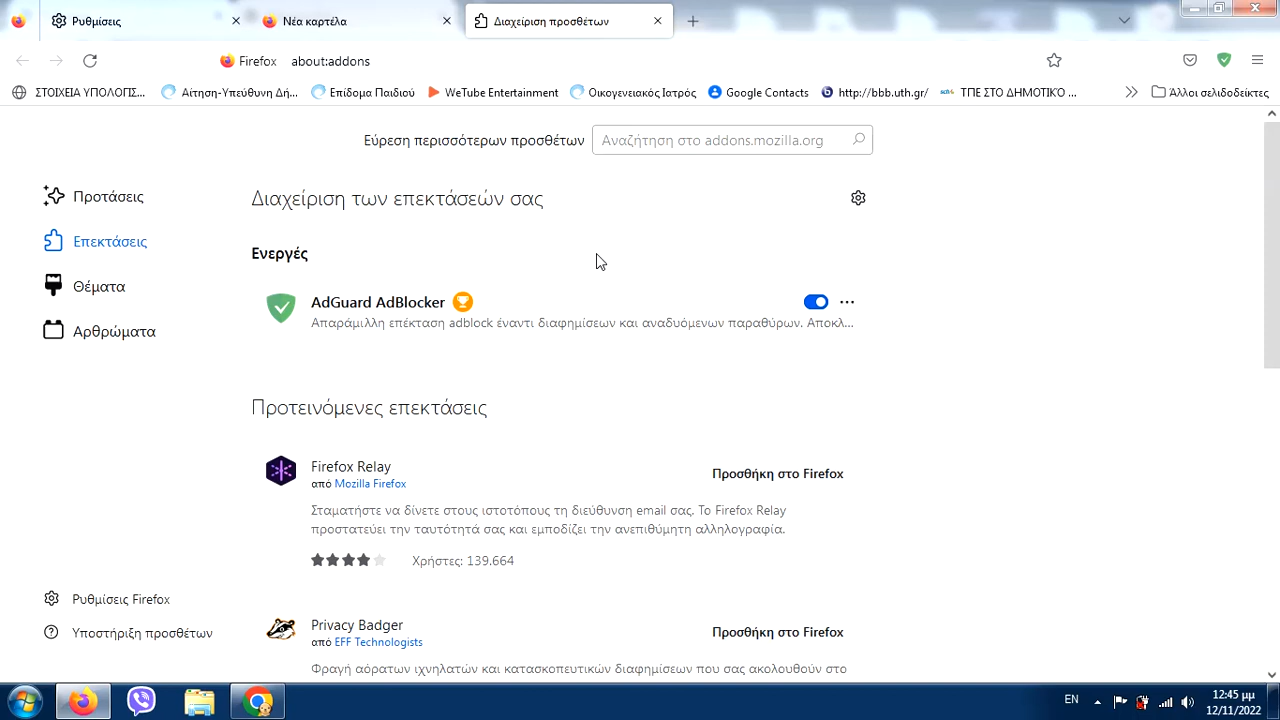 Ρυθμίσεις
Νέα καρτέλα
Διαχείριση προσθέτων
Firefox about:addons
ΣΤΟΙΧΕΙΑ ΥΠΟΛΟΓΙΣ...
Αίτηση-Υπεύθυνη Δή...
Επίδομα Παιδιού
WeTube Entertainment
Οικογενειακός Ιατρός
Google Contacts
http://bbb.uth.gr/
ΤΠΕ ΣΤΟ ΔΗΜΟΤΙΚΌ ...
Άλλοι σελιδοδείκτες
Εύρεση περισσότερων προσθέτων
Αναζήτηση στο addons.mozilla.org
Προτάσεις
Επεκτάσεις
Θέματα
Αρθρώματα
Διαχείριση των επεκτάσεών σας
Ενεργές
AdGuard AdBlocker
Απαράμιλλη επέκταση adblock έναντι διαφημίσεων και αναδυόμενων παραθύρων. Αποκλ...
Προτεινόμενες επεκτάσεις
Firefox Relay
από Mozilla Firefox
Προσθήκη στο Firefox
Σταματήστε να δίνετε στους ιστοτόπους τη διεύθυνση email σας. Το Firefox Relay
προστατεύει την ταυτότητά σας και εμποδίζει την ανεπιθύμητη αλληλογραφία.
Χρήστες: 139.664
Privacy Badger
από EFF Technologists
Προσθήκη στο Firefox
Φραγή αόρατων ιχνηλατών και κατασκοπευτικών διαφημίσεων που σας ακολουθούν στο
Ρυθμίσεις Firefox
Υποστήριξη προσθέτων
EN
12:45 μμ
12/11/2022